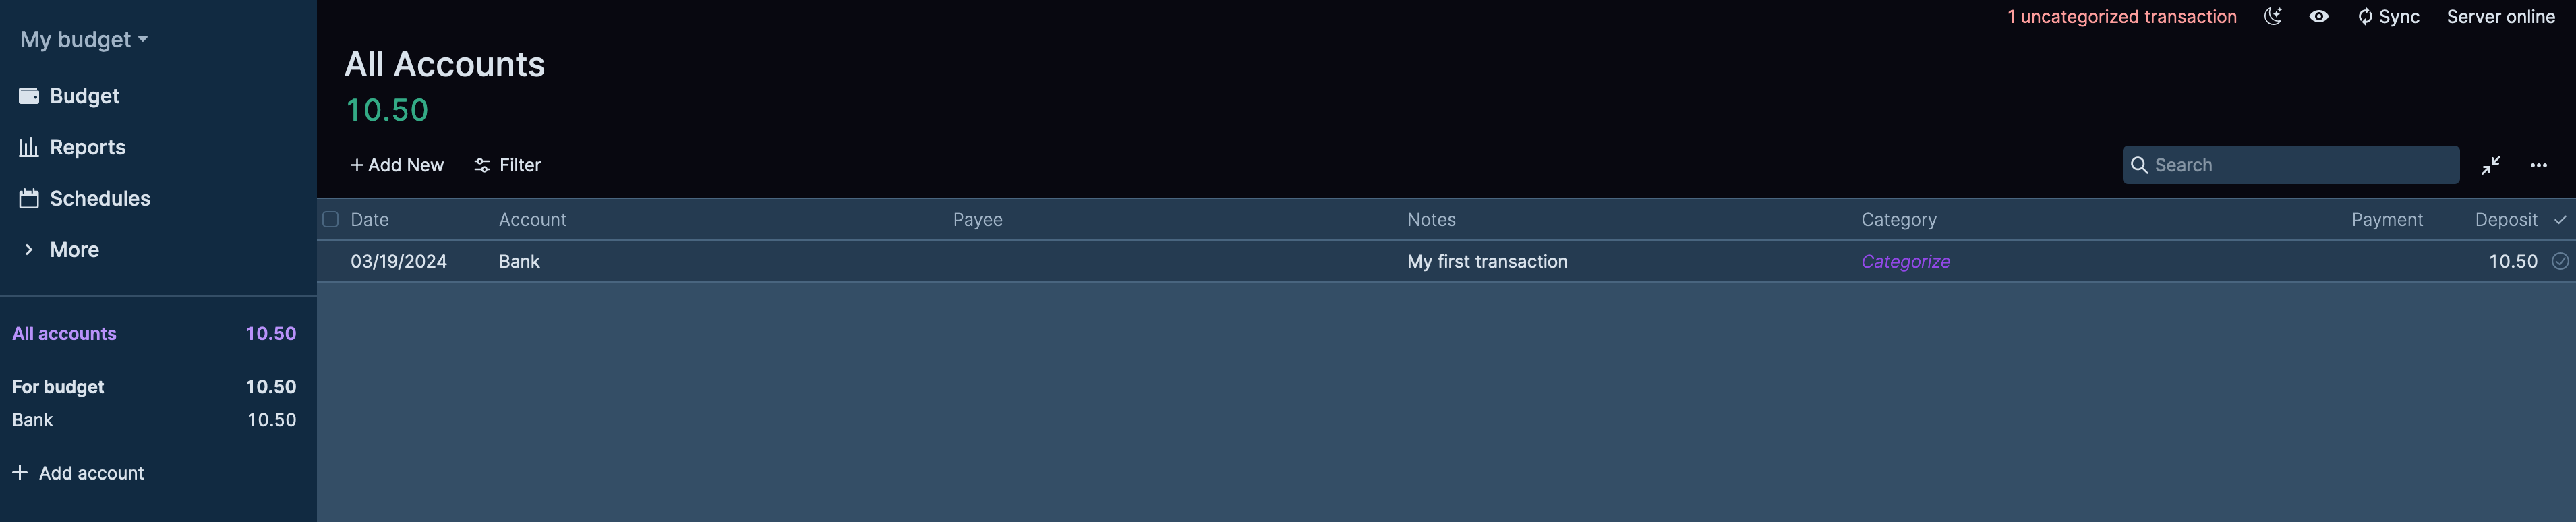 My budget
Budget
Reports
Schedules
More
All accounts 10.50
For budget 10.50
Bank 10.50
Add account
1 uncategorized transaction Sync Server online
All Accounts
10.50
+ Add New Filter Search
Date Account Payee Notes Category Payment Deposit
03/19/2024 Bank My first transaction Categorize 10.50